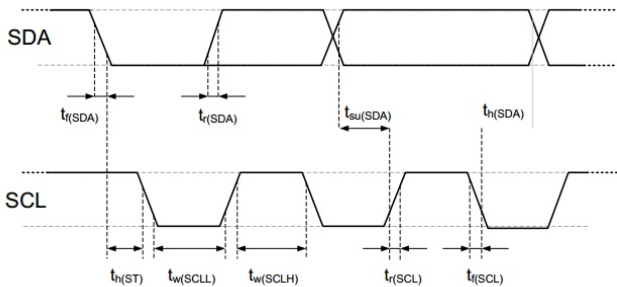 SDA
tf(SDA)
tr(SDA)
tsu(SDA)
th(SDA)
SCL
th(ST)
tw(SCLL)
tw(SCLH)
tr(SCL)
tf(SCL)